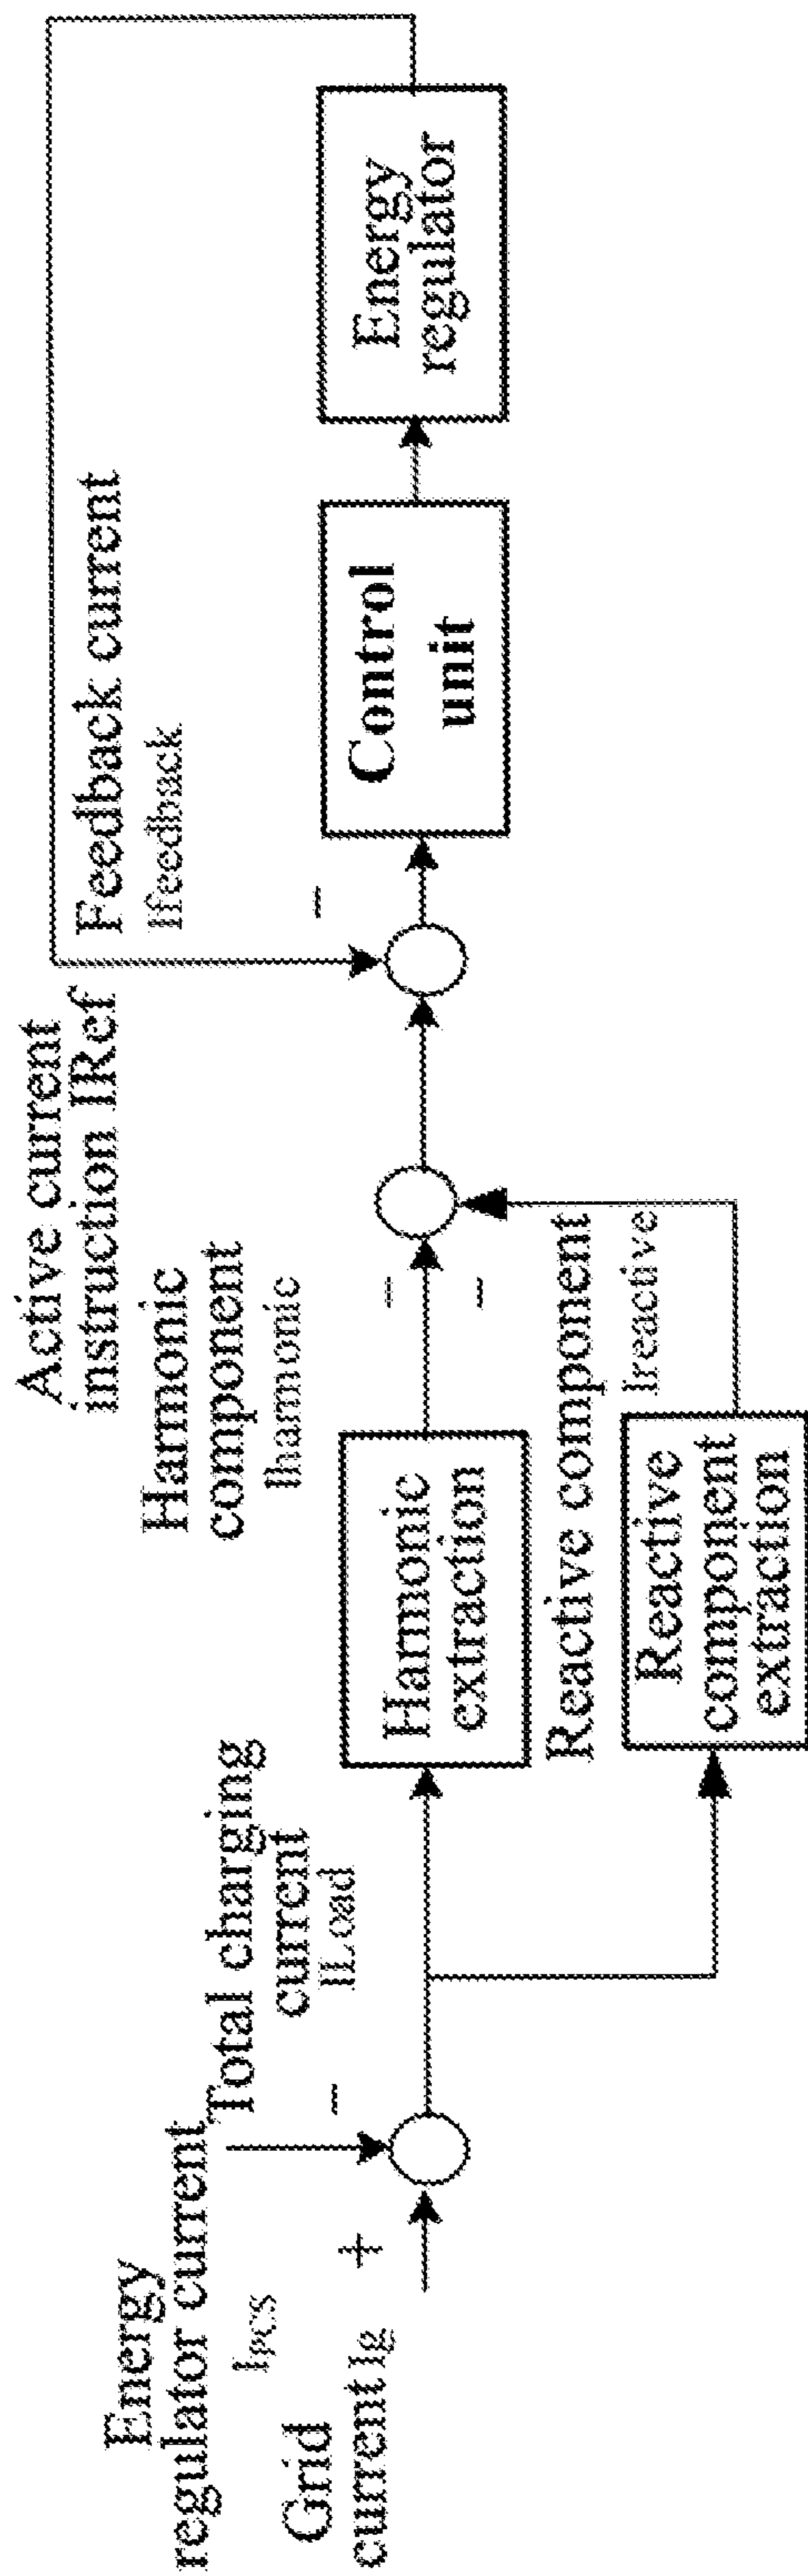 Energy
regulator current
IPCS
Grid
current Ig
+
−
Total charging
current
ILoad
Harmonic
extraction
Reactive
component
extraction
Active current
instruction IRef
Harmonic
component
Iharmonic
−
−
Reactive component
Ireactive
Feedback current
Ifeedback
−
Control
unit
Energy
regulator